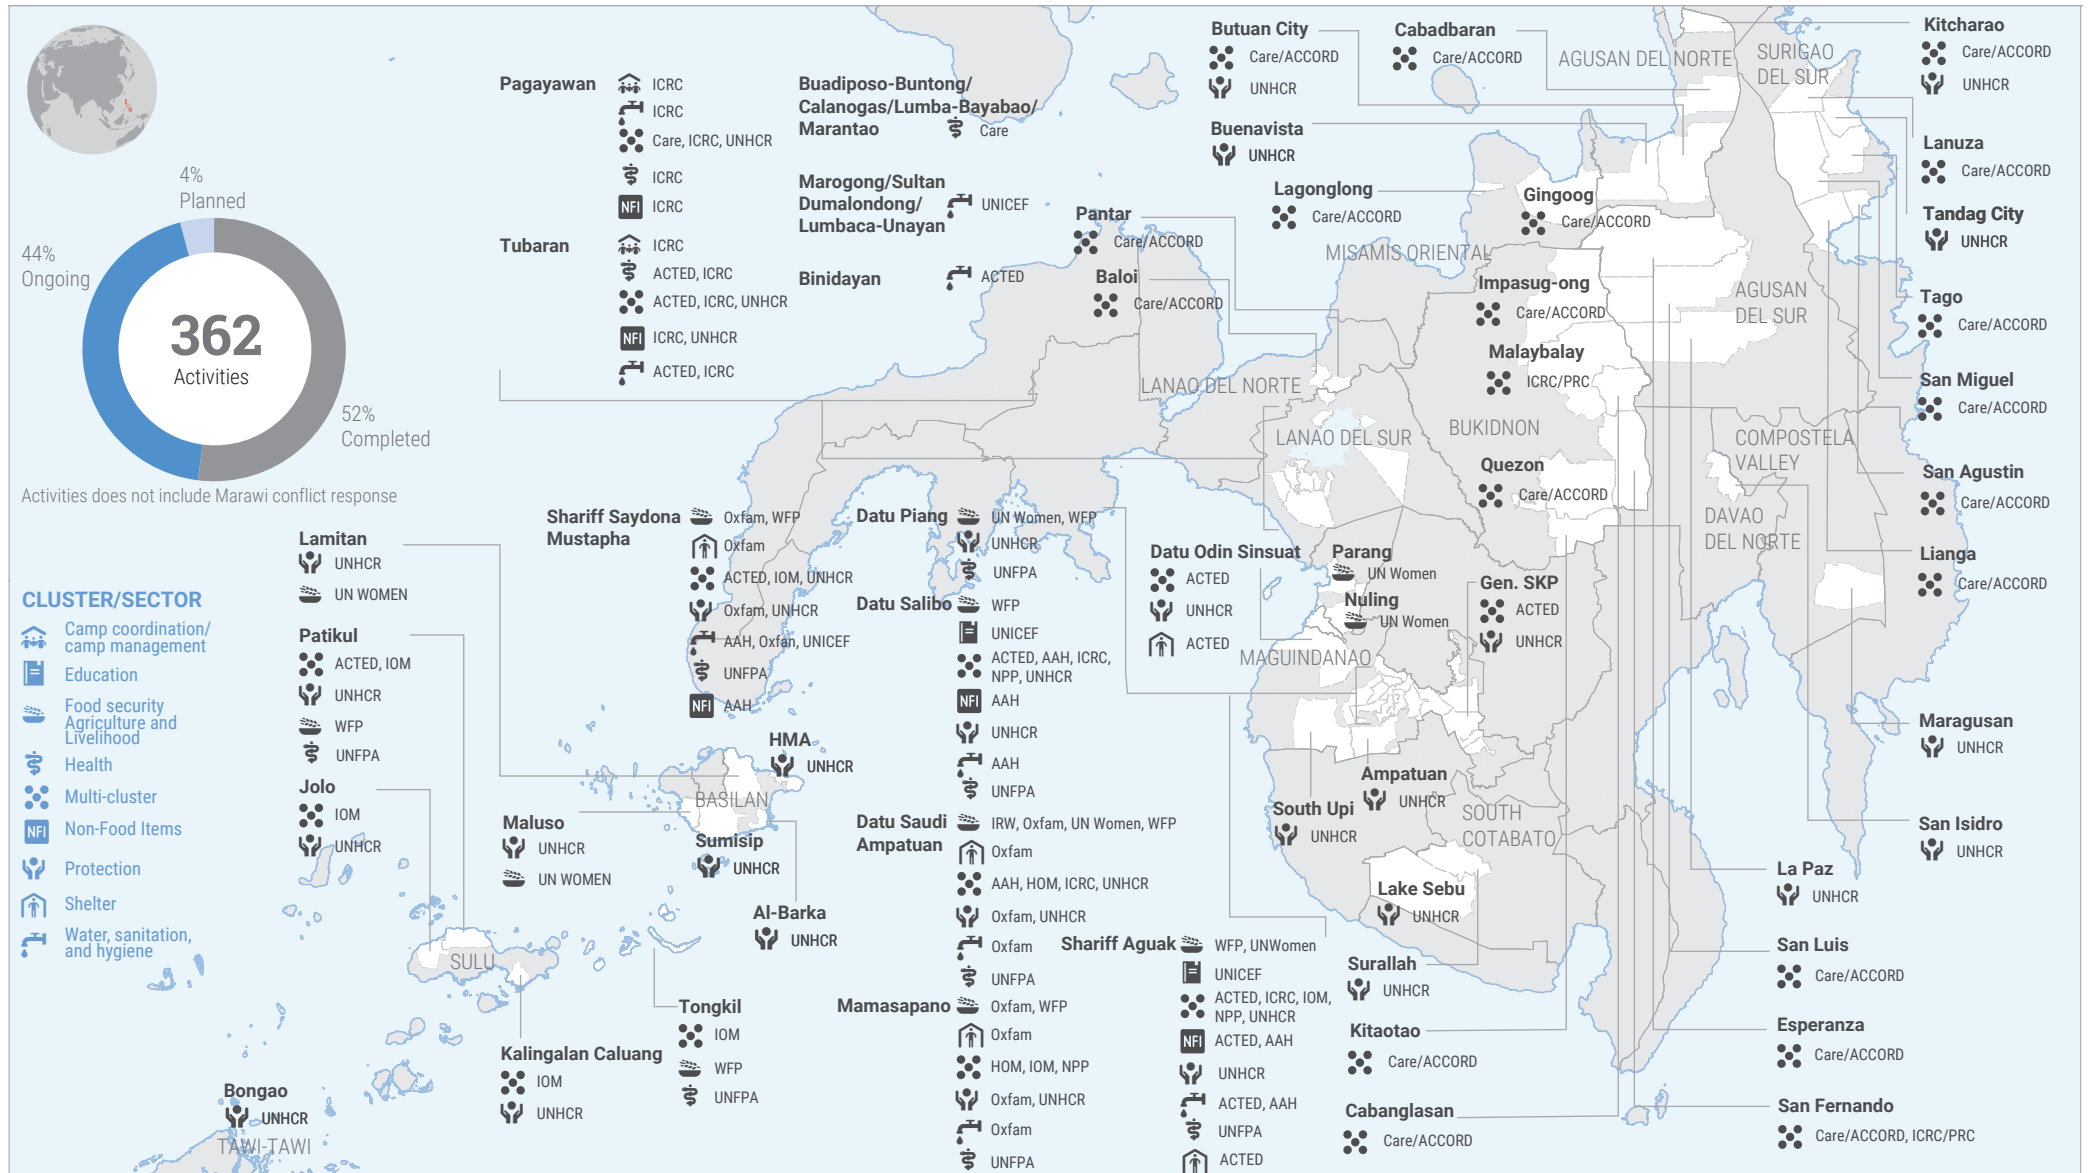 4%
Planned
44%
Ongoing
362
Activities
52%
Completed
Activities does not include Marawi conflict response
CLUSTER/SECTOR
Camp coordination/
camp management
Education
Food security
Agriculture and
Livelihood
Health
Multi-cluster
NFI
Non-Food Items
Protection
Shelter
Water, sanitation,
and hygiene
Pagayawan
ICRC
ICRC
Care, ICRC, UNHCR
ICRC
NFI
ICRC
Tubaran
ICRC
ACTED, ICRC
ACTED, ICRC, UNHCR
NFI
ICRC, UNHCR
ACTED, ICRC
Buadiposo-Buntong/
Calanogas/Lumba-Bayabao/
Marantao
Care
Marogong/Sultan
Dumalondong/
Lumbaca-Unayan
UNICEF
Binidayan
ACTED
Pantar
Care/ACCORD
Baloi
Care/ACCORD
Butuan City
Care/ACCORD
UNHCR
Buenavista
UNHCR
Lagonglong
Care/ACCORD
Cabadbaran
Care/ACCORD
Gingoog
Care/ACCORD
Impasug-ong
Care/ACCORD
Malaybalay
ICRC/PRC
Quezon
Care/ACCORD
AGUSAN DEL NORTE
SURIGAO
DEL SUR
MISAMIS ORIENTAL
AGUSAN
DEL SUR
LANAO DEL NORTE
LANAO DEL SUR
BUKIDNON
COMPOSTELA
VALLEY
DAVAO
DEL NORTE
MAGUINDANAO
SOUTH
COTABATO
BASILAN
SULU
TAWI-TAWI
Kitcharao
Care/ACCORD
UNHCR
Lanuza
Care/ACCORD
Tandag City
UNHCR
Tago
Care/ACCORD
San Miguel
Care/ACCORD
San Agustin
Care/ACCORD
Lianga
Care/ACCORD
Maragusan
UNHCR
San Isidro
UNHCR
La Paz
UNHCR
San Luis
Care/ACCORD
Esperanza
Care/ACCORD
San Fernando
Care/ACCORD, ICRC/PRC
Lamitan
UNHCR
UN WOMEN
Patikul
ACTED, IOM
UNHCR
WFP
UNFPA
Jolo
IOM
UNHCR
Bongao
UNHCR
Shariff Saydona
Mustapha
Oxfam, WFP
Oxfam
ACTED, IOM, UNHCR
Oxfam, UNHCR
AAH, Oxfan, UNICEF
UNFPA
NFI
AAH
HMA
UNHCR
Maluso
UNHCR
UN WOMEN
Sumisip
UNHCR
Al-Barka
UNHCR
Kalingalan Caluang
IOM
UNHCR
Tongkil
IOM
WFP
UNFPA
Datu Piang
UN Women, WFP
UNHCR
UNFPA
Datu Salibo
WFP
UNICEF
ACTED, AAH, ICRC,
NPP, UNHCR
NFI
AAH
UNHCR
AAH
UNFPA
Datu Saudi
Ampatuan
IRW, Oxfam, UN Women, WFP
Oxfam
AAH, HOM, ICRC, UNHCR
Oxfam, UNHCR
Oxfam
UNFPA
Mamasapano
Oxfam, WFP
Oxfam
HOM, IOM, NPP
Oxfam, UNHCR
Oxfam
UNFPA
Shariff Aguak
WFP, UNWomen
UNICEF
ACTED, ICRC, IOM,
NPP, UNHCR
NFI
ACTED, AAH
UNHCR
ACTED, AAH
UNFPA
ACTED
Datu Odin Sinsuat
ACTED
UNHCR
ACTED
Parang
UN Women
Nuling
UN Women
Gen. SKP
ACTED
UNHCR
Ampatuan
UNHCR
South Upi
UNHCR
Lake Sebu
UNHCR
Surallah
UNHCR
Kitaotao
Care/ACCORD
Cabanglasan
Care/ACCORD